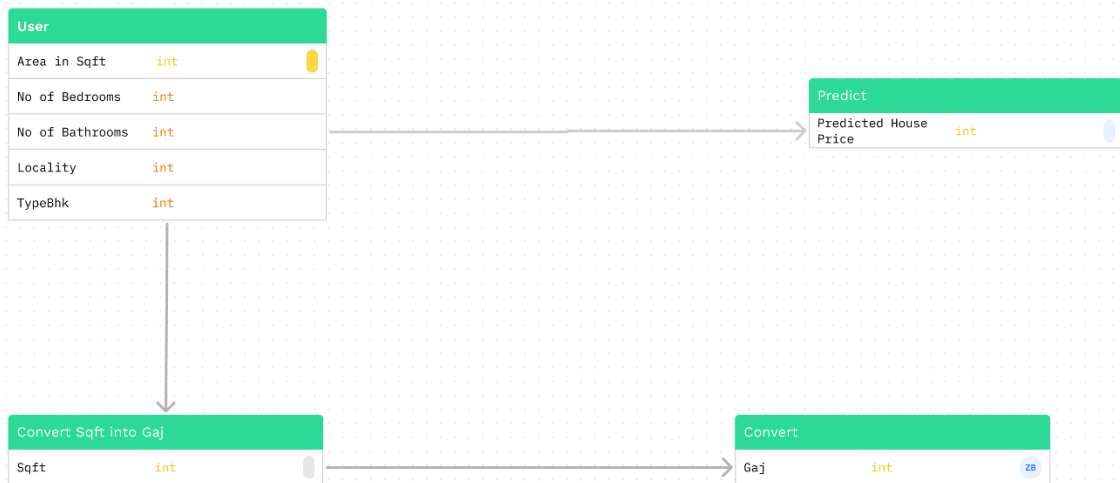 User
Area in Sqft int
No of Bedrooms int
No of Bathrooms int
Locality int
TypeBhk int
Predict
Predicted House
Price int
Convert Sqft into Gaj
Sqft int
Convert
Gaj int ZB